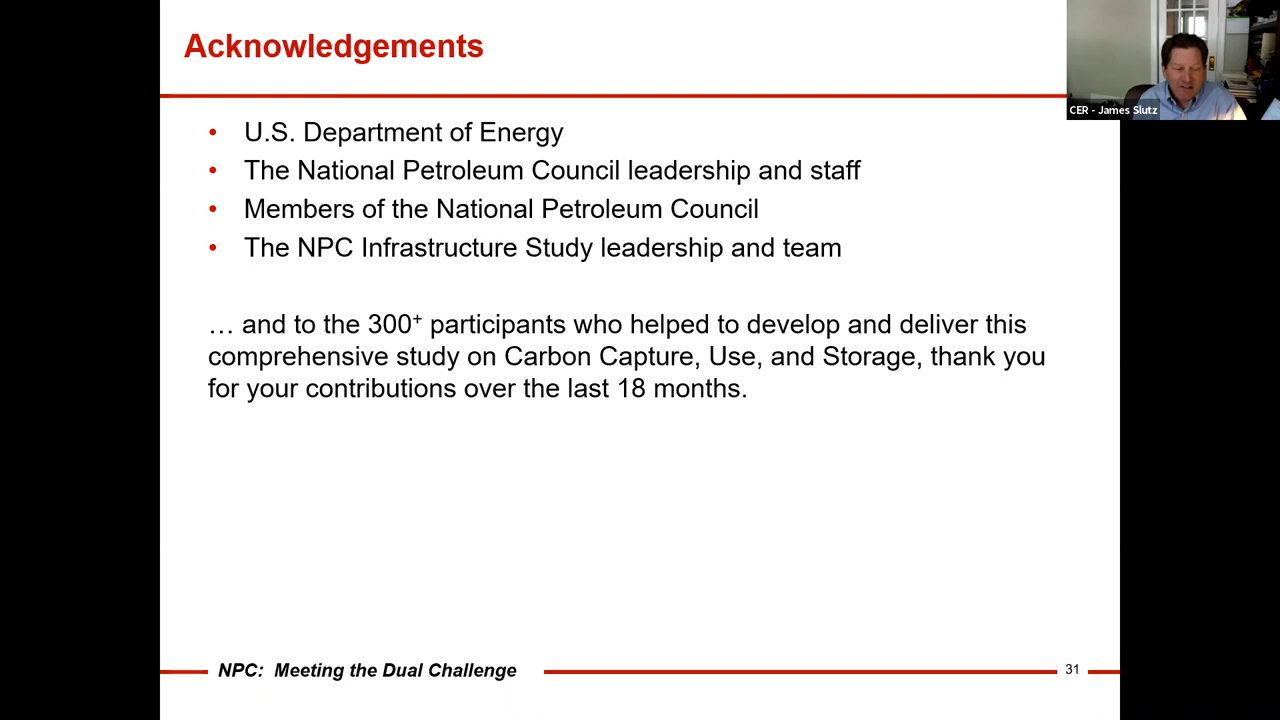 Acknowledgements
CER - James Slutz
• U.S. Department of Energy
• The National Petroleum Council leadership and staff
• Members of the National Petroleum Council
• The NPC Infrastructure Study leadership and team
… and to the 300⁺ participants who helped to develop and deliver this
comprehensive study on Carbon Capture, Use, and Storage, thank you
for your contributions over the last 18 months.
NPC: Meeting the Dual Challenge
31